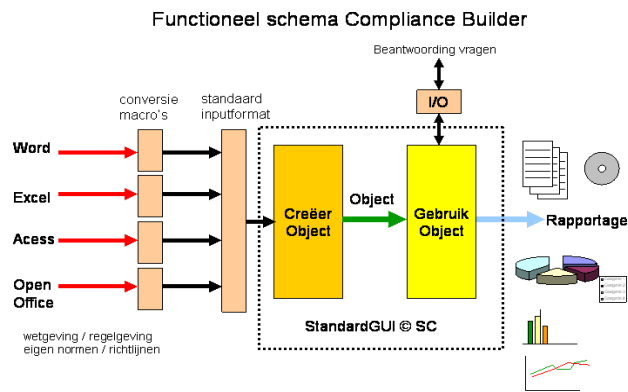 Functioneel schema Compliance Builder
Beantwoording vragen
I/O
conversie
macro's
standaard
inputformat
Word
Excel
Acess
Open
Office
Creëer
Object
Object
Gebruik
Object
Rapportage
StandardGUI © SC
wetgeving / regelgeving
eigen normen / richtlijnen